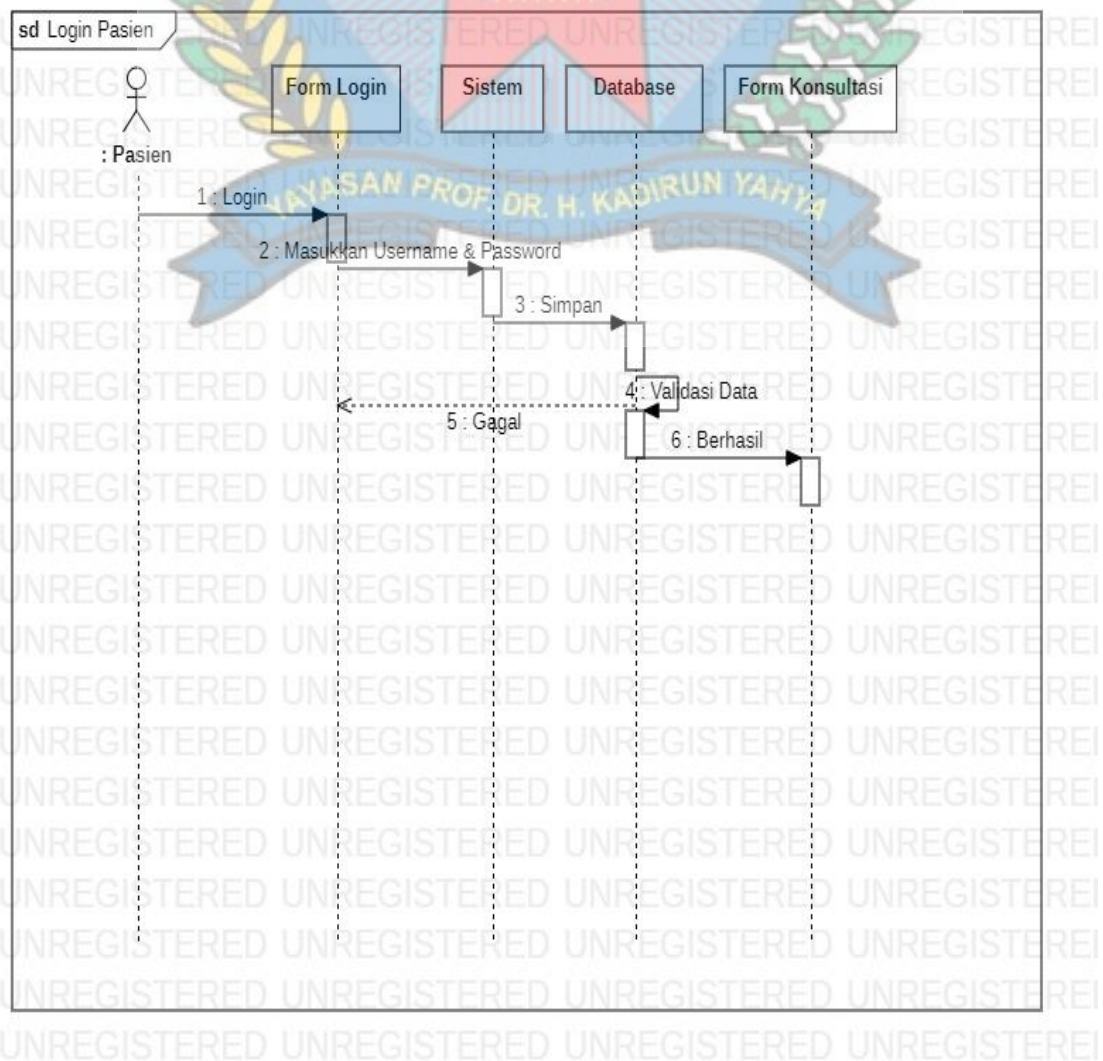 sd Login Pasien
Form Login
Sistem
Database
Form Konsultasi
: Pasien
YAYASAN PROF. DR. H. KADIRUN YAHYA
1 : Login
2 : Masukkan Username & Password
3 : Simpan
4 : Validasi Data
5 : Gagal
6 : Berhasil
UNREGISTERED UNREGISTERED UNREGISTERED